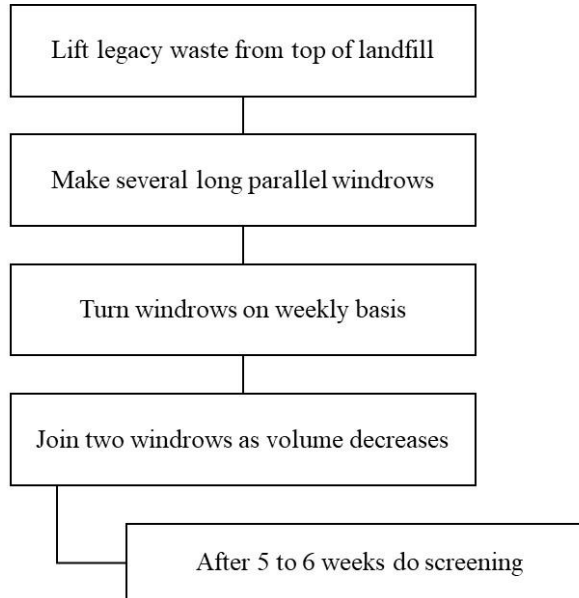 Lift legacy waste from top of landfill
Make several long parallel windrows
Turn windrows on weekly basis
Join two windrows as volume decreases
After 5 to 6 weeks do screening